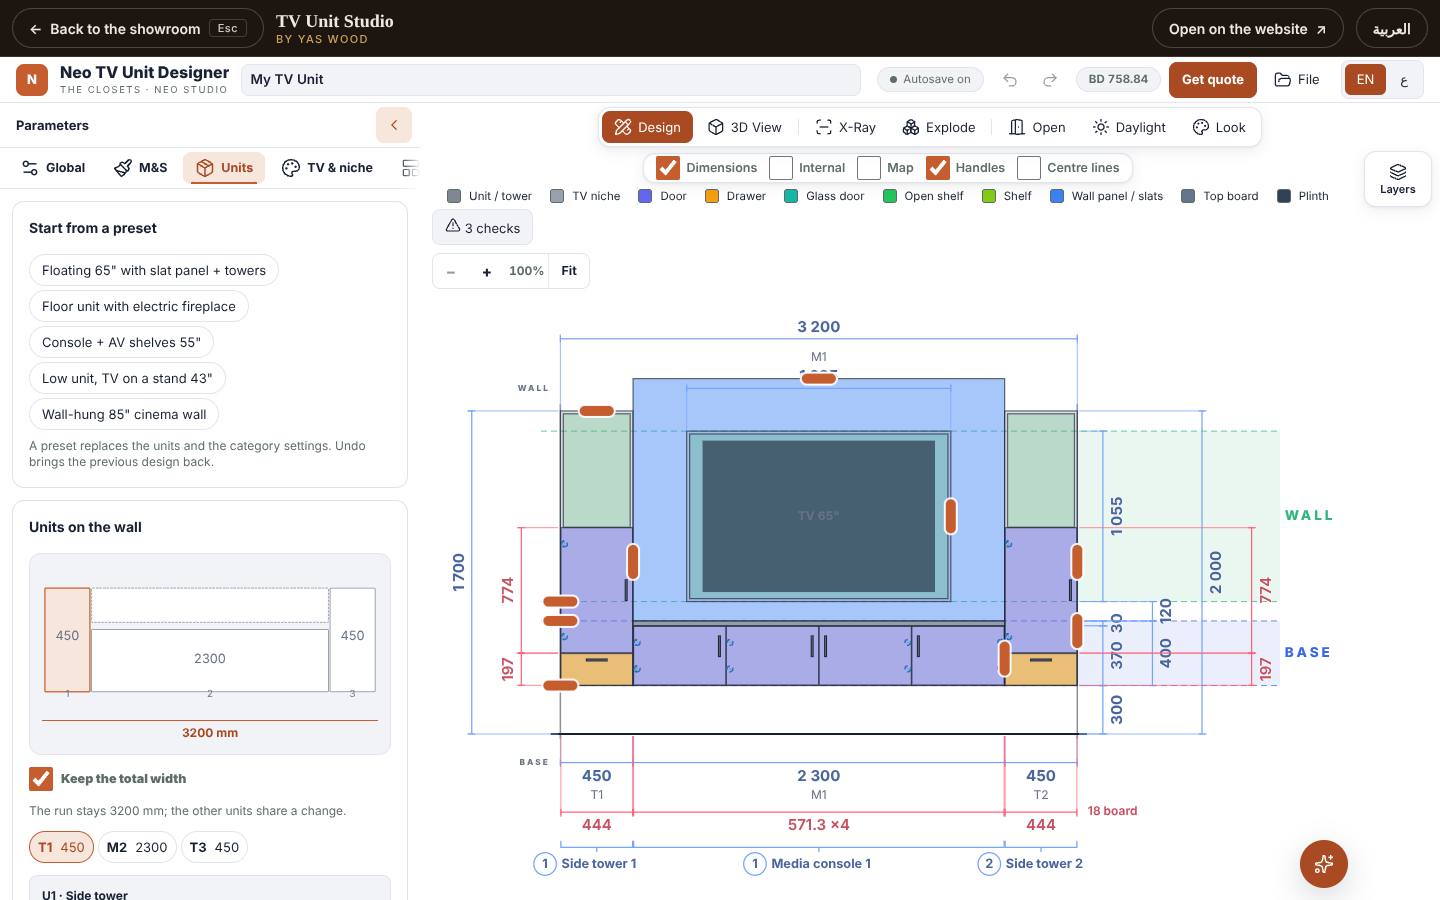 ← Back to the showroom Esc
TV Unit Studio
BY YAS WOOD
Open on the website ↗
العربية
N
Neo TV Unit Designer
THE CLOSETS · NEO STUDIO
My TV Unit
Autosave on
BD 758.84
Get quote
File
EN
ع
Parameters
Global
M&S
Units
TV & niche
Design
3D View
X-Ray
Explode
Open
Daylight
Look
Dimensions
Internal
Map
Handles
Centre lines
Layers
Unit / tower
TV niche
Door
Drawer
Glass door
Open shelf
Shelf
Wall panel / slats
Top board
Plinth
3 checks
− + 100% Fit
Start from a preset
Floating 65" with slat panel + towers
Floor unit with electric fireplace
Console + AV shelves 55"
Low unit, TV on a stand 43"
Wall-hung 85" cinema wall
A preset replaces the units and the category settings. Undo
brings the previous design back.
Units on the wall
450
2300
450
1
2
3
3200 mm
Keep the total width
The run stays 3200 mm; the other units share a change.
T1 450
M2 2300
T3 450
U1 · Side tower
3 200
M1
WALL
TV 65"
1 700
774
197
1 055
30
120
370
400
300
2 000
774
197
WALL
BASE
BASE
450
2 300
450
T1
M1
T2
18 board
444
571.3 ×4
444
1 Side tower 1
1 Media console 1
2 Side tower 2